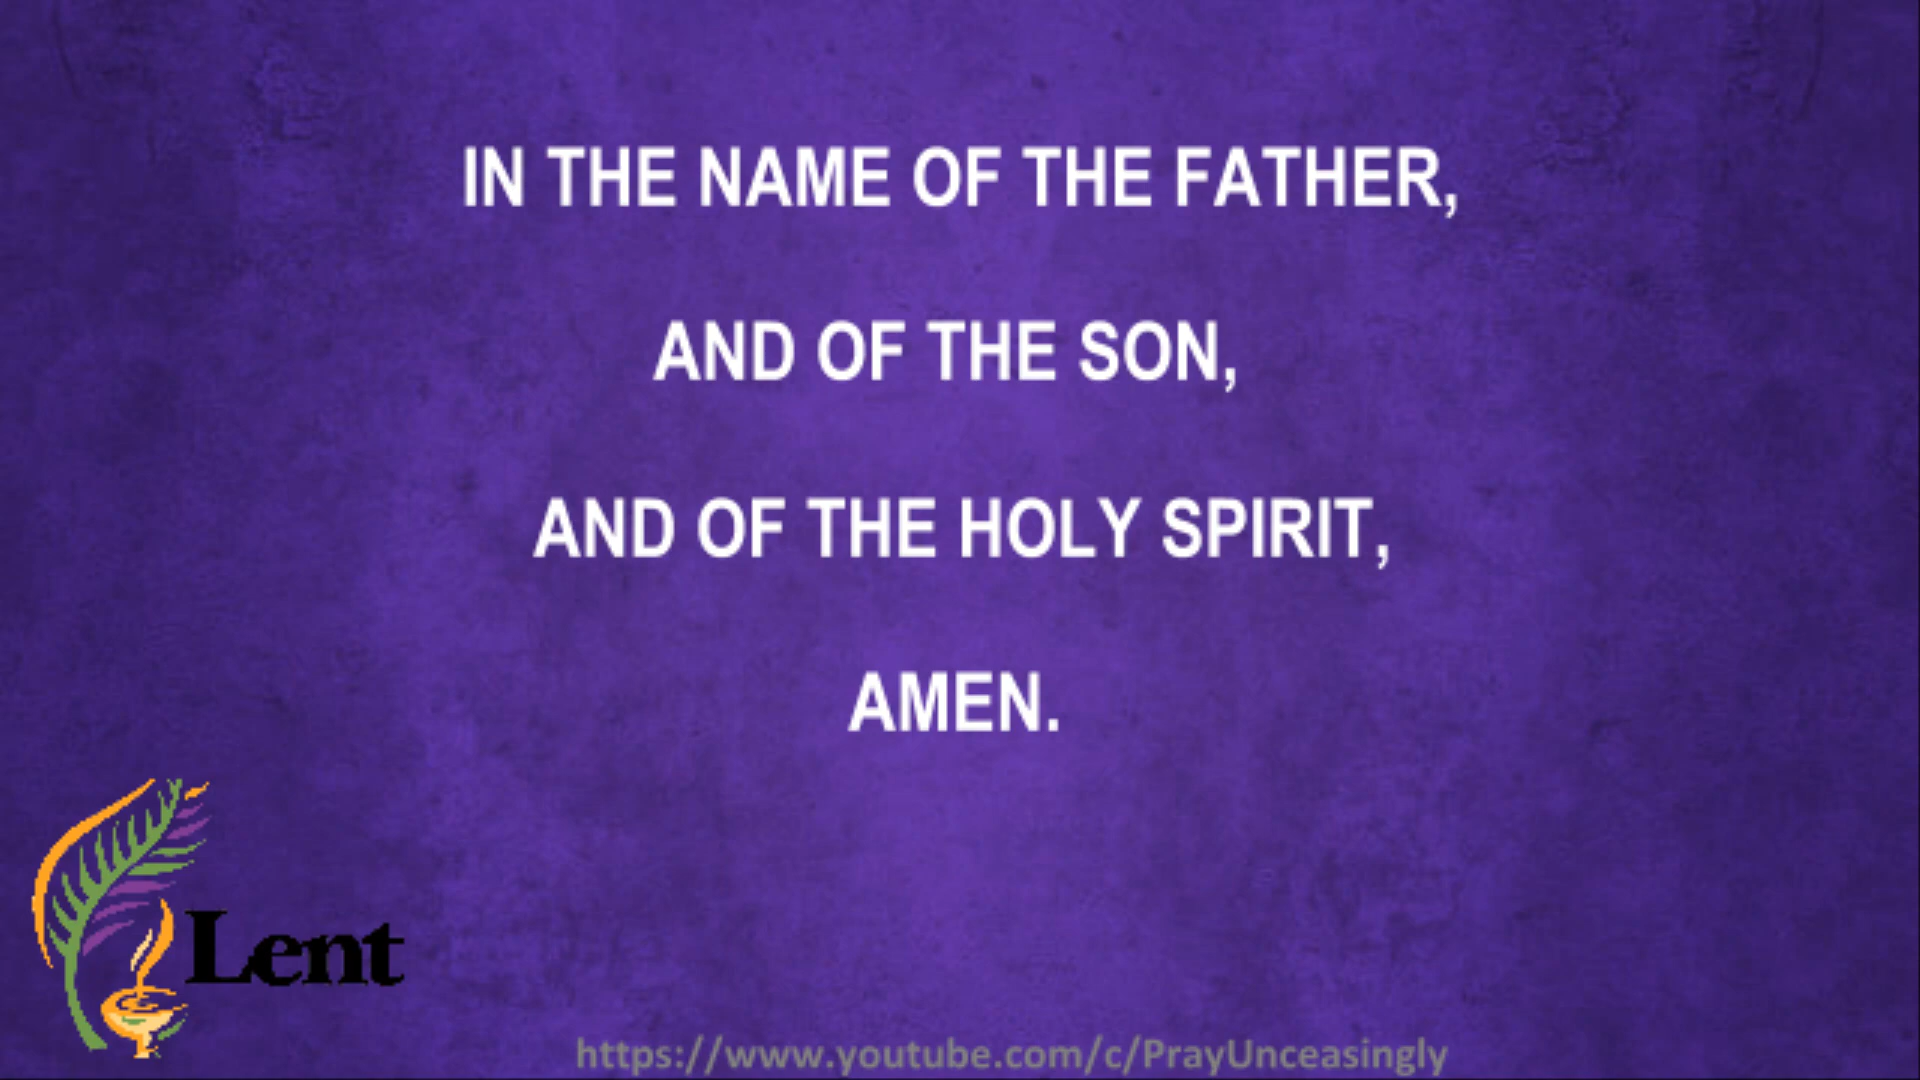 IN THE NAME OF THE FATHER,
AND OF THE SON,
AND OF THE HOLY SPIRIT,
AMEN.
Lent
https://www.youtube.com/c/PrayUnceasingly